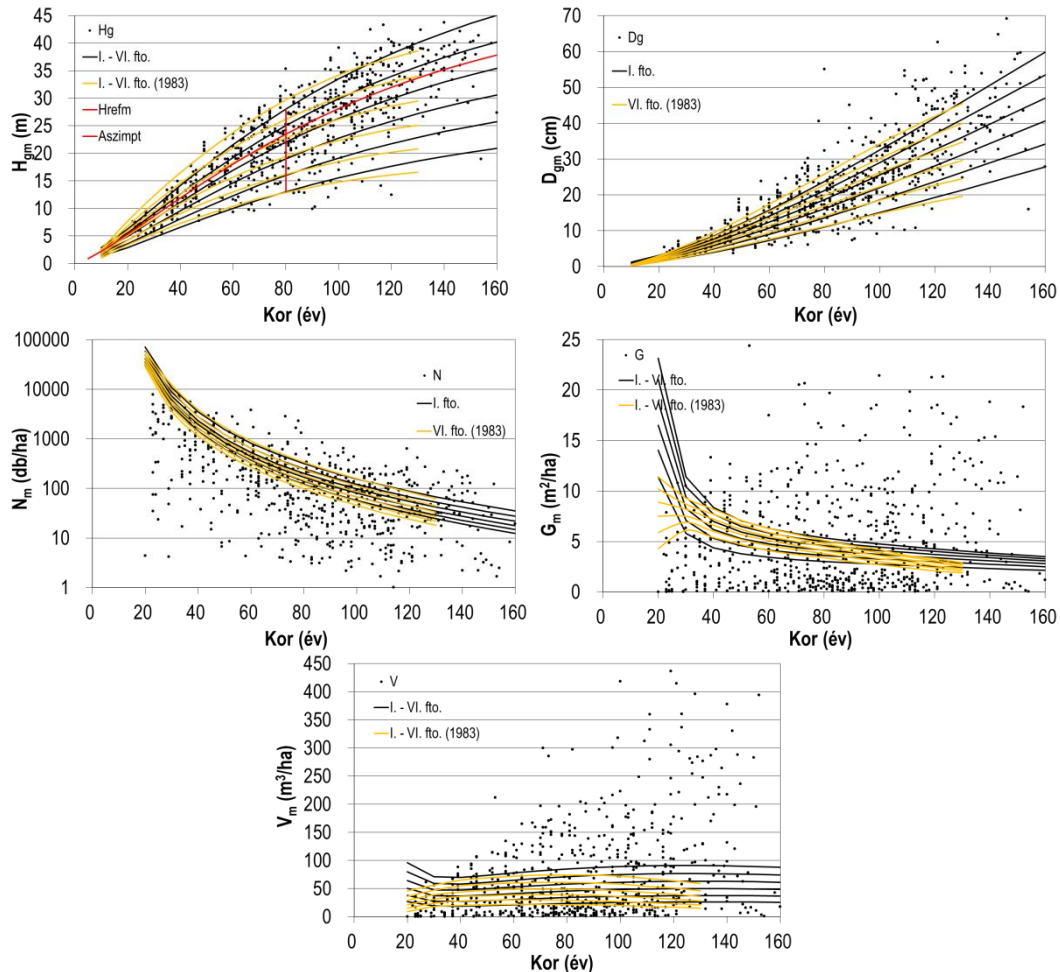 H_gm (m)
45
40
35
30
25
20
15
10
5
0
Hg
I. - VI. fto.
I. - VI. fto. (1983)
Hrefm
Aszimpt
0 20 40 60 80 100 120 140 160
Kor (év)
D_gm (cm)
70
60
50
40
30
20
10
0
Dg
I. fto.
VI. fto. (1983)
0 20 40 60 80 100 120 140 160
Kor (év)
N_m (db/ha)
100000
10000
1000
100
10
1
N
I. fto.
VI. fto. (1983)
0 20 40 60 80 100 120 140 160
Kor (év)
G_m (m²/ha)
25
20
15
10
5
0
G
I. - VI. fto.
I. - VI. fto. (1983)
0 20 40 60 80 100 120 140 160
Kor (év)
V_m (m³/ha)
450
400
350
300
250
200
150
100
50
0
V
I. - VI. fto.
I. - VI. fto. (1983)
0 20 40 60 80 100 120 140 160
Kor (év)